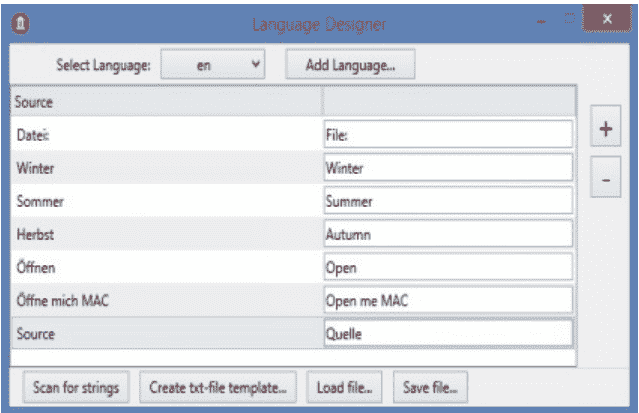 Language Designer
Select Language: en Add Language...
Source
Datei: File:
Winter Winter
Sommer Summer
Herbst Autumn
Öffnen Open
Öffne mich MAC Open me MAC
Source Quelle
+
-
Scan for strings Create txt-file template... Load file... Save file...